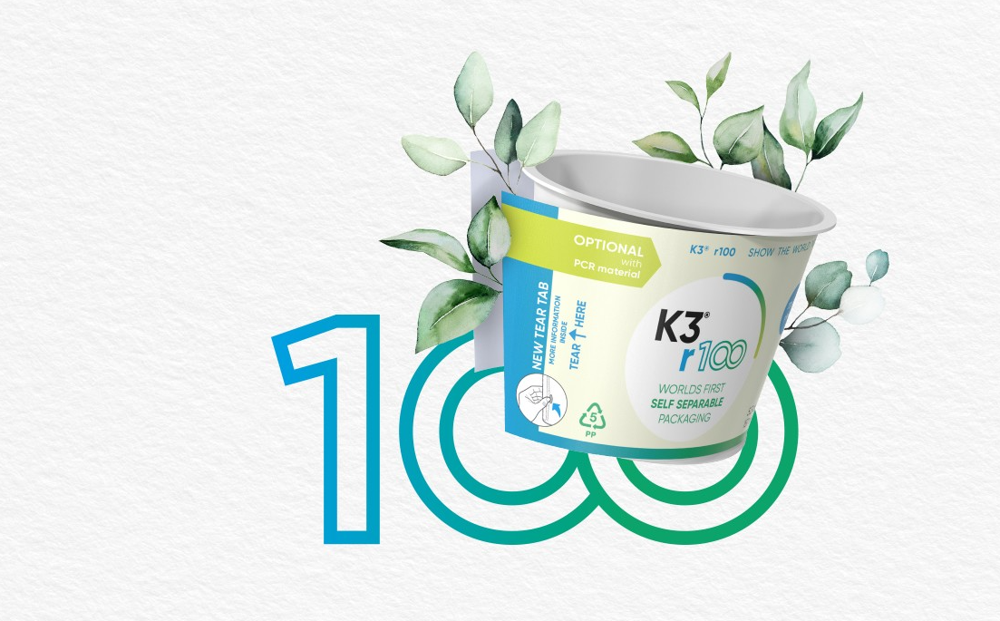 OPTIONAL
with
PCR material
K3® r100 SHOW THE WORLD
NEW TEAR TAB
MORE INFORMATION
INSIDE
TEAR HERE
K3®
r100
WORLDS FIRST
SELF SEPARABLE
PACKAGING
5
PP
100